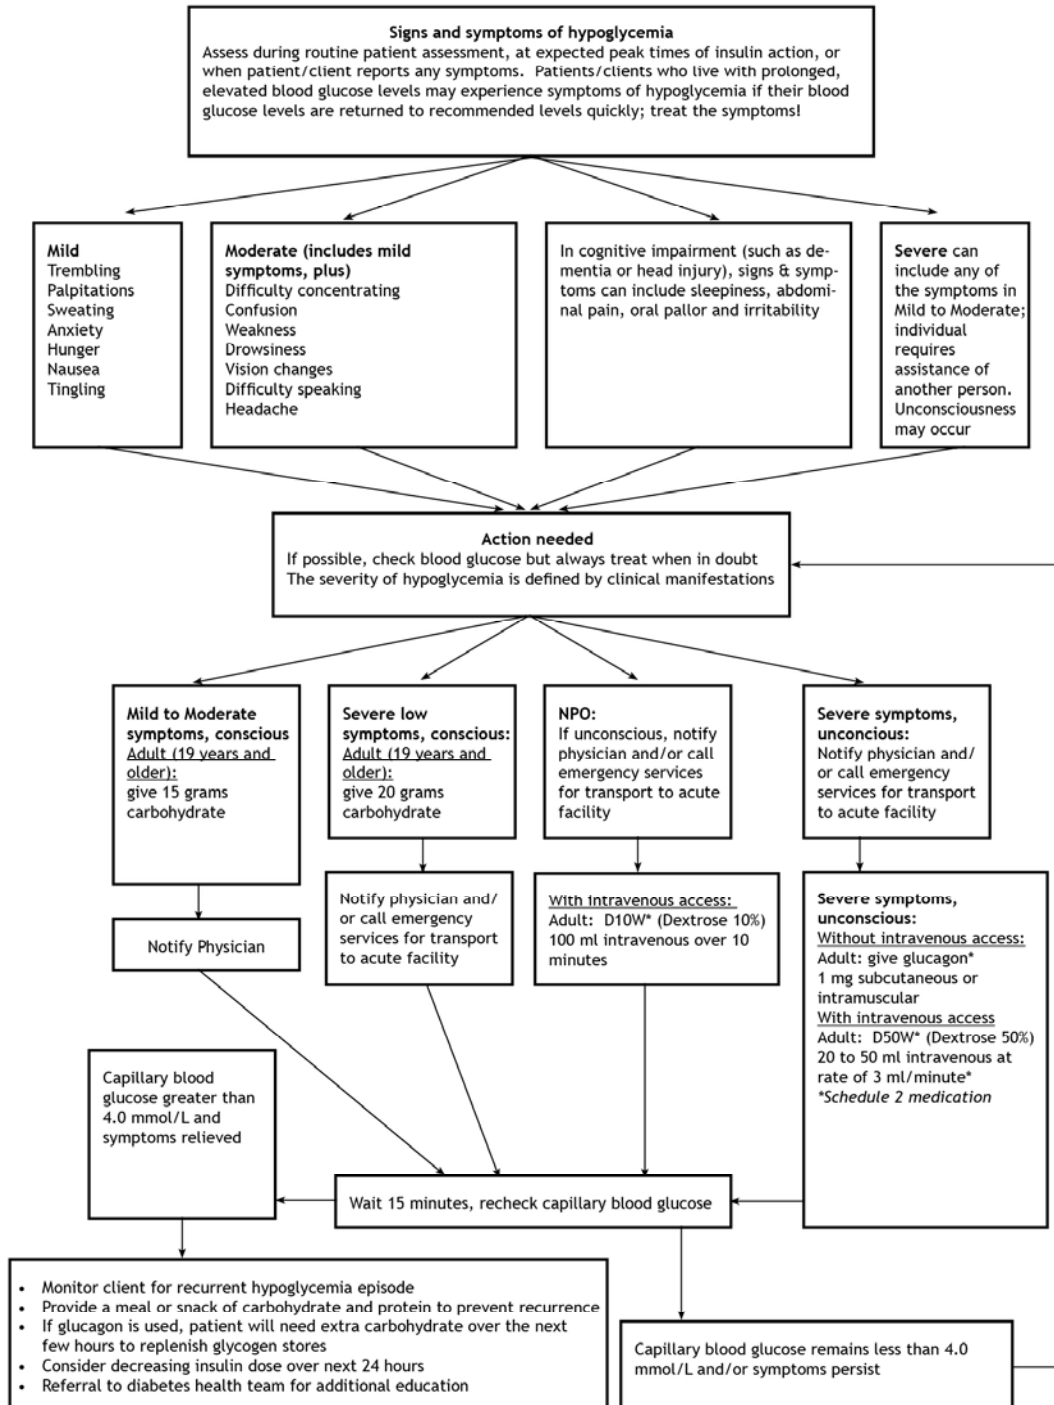 Signs and symptoms of hypoglycemia
Assess during routine patient assessment, at expected peak times of insulin action, or
when patient/client reports any symptoms. Patients/clients who live with prolonged,
elevated blood glucose levels may experience symptoms of hypoglycemia if their blood
glucose levels are returned to recommended levels quickly; treat the symptoms!
Mild
Trembling
Palpitations
Sweating
Anxiety
Hunger
Nausea
Tingling
Moderate (includes mild
symptoms, plus)
Difficulty concentrating
Confusion
Weakness
Drowsiness
Vision changes
Difficulty speaking
Headache
In cognitive impairment (such as de-
mentia or head injury), signs & symp-
toms can include sleepiness, abdomi-
nal pain, oral pallor and irritability
Severe can
include any of
the symptoms in
Mild to Moderate;
individual
requires
assistance of
another person.
Unconsciousness
may occur
Action needed
If possible, check blood glucose but always treat when in doubt
The severity of hypoglycemia is defined by clinical manifestations
Mild to Moderate
symptoms, conscious
Adult (19 years and
older):
give 15 grams
carbohydrate
Severe low
symptoms, conscious:
Adult (19 years and
older):
give 20 grams
carbohydrate
NPO:
If unconscious, notify
physician and/or call
emergency services
for transport to acute
facility
Severe symptoms,
unconcious:
Notify physician and/
or call emergency
services for transport
to acute facility
Notify Physician
Notify physician and/
or call emergency
services for transport
to acute facility
With intravenous access:
Adult: D10W* (Dextrose 10%)
100 ml intravenous over 10
minutes
Severe symptoms,
unconscious:
Without intravenous access:
Adult: give glucagon*
1 mg subcutaneous or
intramuscular
With intravenous access
Adult: D50W* (Dextrose 50%)
20 to 50 ml intravenous at
rate of 3 ml/minute*
*Schedule 2 medication
Capillary blood
glucose greater than
4.0 mmol/L and
symptoms relieved
Wait 15 minutes, recheck capillary blood glucose
• Monitor client for recurrent hypoglycemia episode
• Provide a meal or snack of carbohydrate and protein to prevent recurrence
• If glucagon is used, patient will need extra carbohydrate over the next
few hours to replenish glycogen stores
• Consider decreasing insulin dose over next 24 hours
• Referral to diabetes health team for additional education
Capillary blood glucose remains less than 4.0
mmol/L and/or symptoms persist